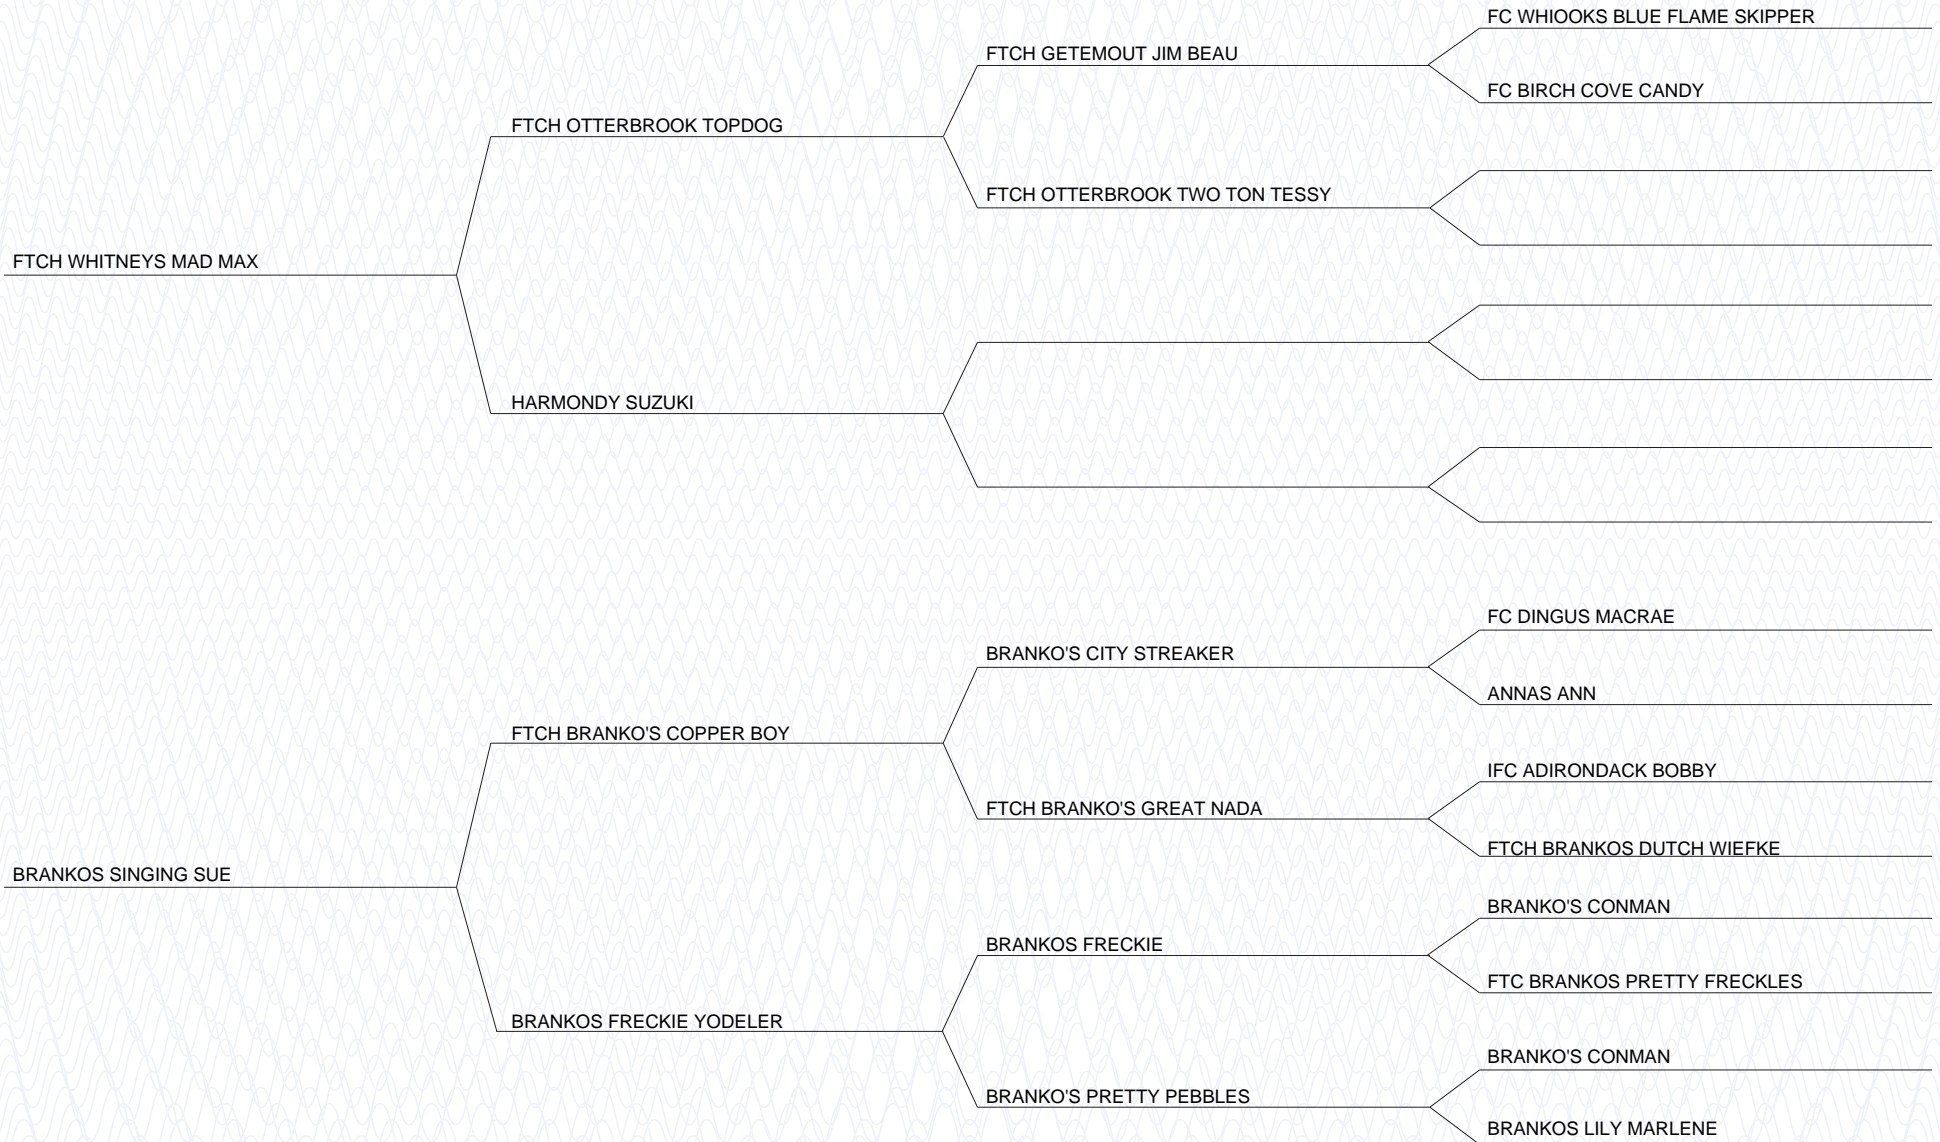 FC WHIOOKS BLUE FLAME SKIPPER
FTCH GETEMOUT JIM BEAU
FC BIRCH COVE CANDY
FTCH OTTERBROOK TOPDOG
FTCH OTTERBROOK TWO TON TESSY
FTCH WHITNEYS MAD MAX
HARMONDY SUZUKI
FC DINGUS MACRAE
BRANKO'S CITY STREAKER
ANNAS ANN
FTCH BRANKO'S COPPER BOY
IFC ADIRONDACK BOBBY
FTCH BRANKO'S GREAT NADA
FTCH BRANKOS DUTCH WIEFKE
BRANKOS SINGING SUE
BRANKO'S CONMAN
BRANKOS FRECKIE
FTC BRANKOS PRETTY FRECKLES
BRANKOS FRECKIE YODELER
BRANKO'S CONMAN
BRANKO'S PRETTY PEBBLES
BRANKOS LILY MARLENE